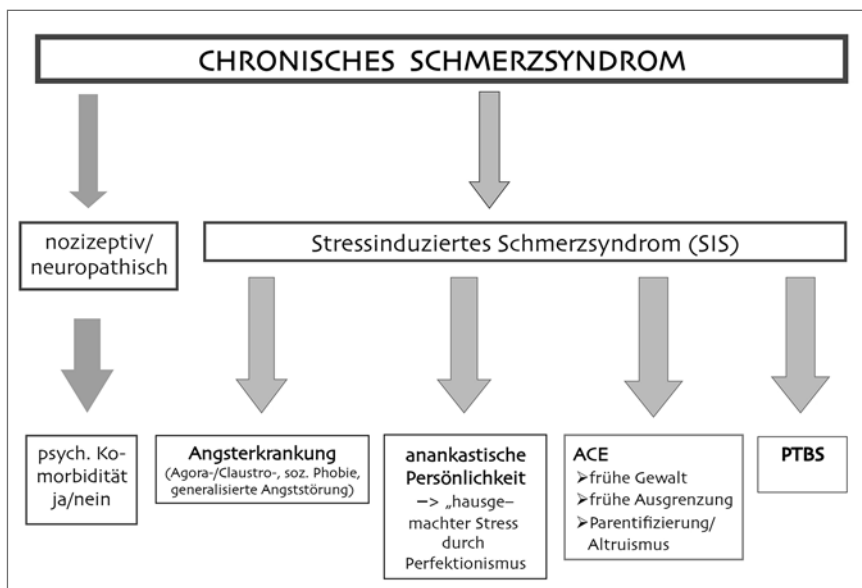 CHRONISCHES SCHMERZSYNDROM
nozizeptiv/
neuropathisch
Stressinduziertes Schmerzsyndrom (SIS)
psych. Ko-
morbidität
ja/nein
Angsterkrankung
(Agora-/Claustro-, soz. Phobie,
generalisierte Angststörung)
anankastische
Persönlichkeit
–> „hausge-
machter Stress
durch
Perfektionismus
ACE
➢frühe Gewalt
➢frühe Ausgrenzung
➢Parentifizierung/
Altruismus
PTBS